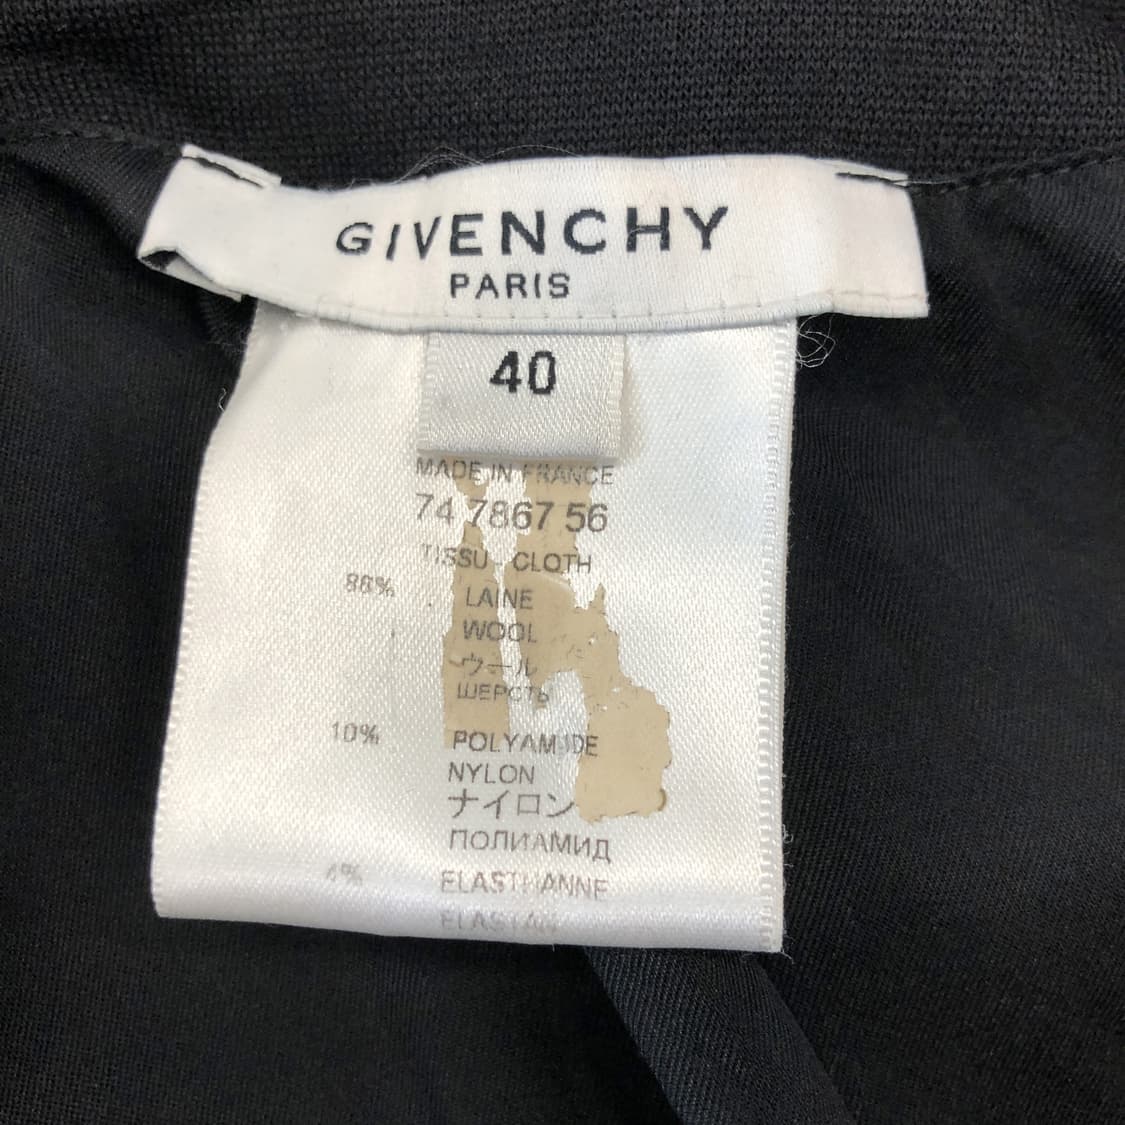 GIVENCHY
PARIS
40
MADE IN FRANCE
74 7867 56
TISSU - CLOTH
86% LAINE
WOOL
ウール
ШЕРСТЬ
10% POLYAMIDE
NYLON
ナイロン
ПОЛИАМИД
4% ELASTHANNE
ELASTAN